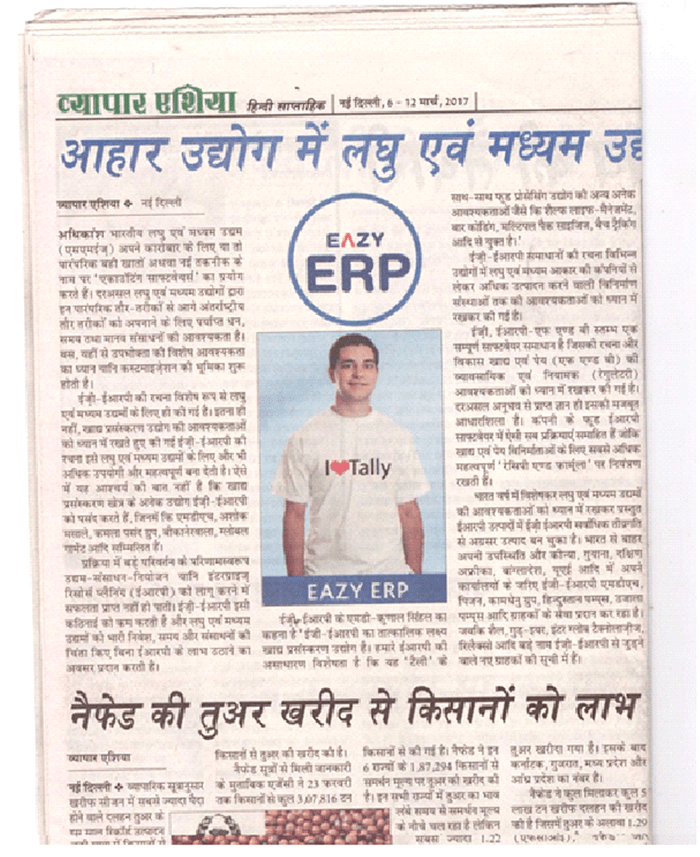 व्यापार एशिया हिन्दी साप्ताहिक नई दिल्ली, 6 - 12 मार्च, 2017
आहार उद्योग में लघु एवं मध्यम उद्य
व्यापार एशिया ❖ नई दिल्ली
अधिकांश भारतीय लघु एवं मध्यम उद्यम
(एसएमईज) अपने कारोबार के लिए या तो
पारंपरिक बही खातों अथवा नई तकनीक के
नाम पर 'एकाउंटिंग साफ्टवेयर्स' का प्रयोग
करते हैं। दरअसल लघु एवं मध्यम उद्योगों द्वारा
इन पारंपरिक तौर-तरीकों से आगे अंतर्राष्ट्रीय
तौर तरीकों को अपनाने के लिए पर्याप्त धन,
समय तथा मानव संसाधनों की आवश्यकता है।
बस, यहीं से उपभोक्ता की विशेष आवश्यकता
का ध्यान यानि कस्टमाइजेशन की भूमिका शुरू
होती है।
ईज़ी-ईआरपी की रचना विशेष रूप से लघु
एवं मध्यम उद्यमों के लिए ही की गई है। इतना ही
नहीं, खाद्य प्रसंस्करण उद्योग की आवश्यकताओं
को ध्यान में रखते हुए की गई ईज़ी-ईआरपी की
रचना इसे लघु एवं मध्यम उद्यमों के लिए और भी
अधिक उपयोगी और महत्वपूर्ण बना देती है। ऐसे
में यह आश्चर्य की बात नहीं है कि खाद्य
प्रसंस्करण क्षेत्र के अनेक उद्योग ईज़ी-ईआरपी
को पसंद करते हैं, जिनमें कि एमडीएच, अशोक
मसाले, कमला पसंद ग्रुप, बीकानेरवाला, ग्लोबल
गार्मेट आदि सम्मिलित हैं।
प्रक्रिया में बड़े परिवर्तन के परिणामस्वरूप
उद्यम-संसाधन-नियोजन यानि इंटरप्राइज
रिसोर्स प्लैनिंग (ईआरपी) को लागू करने में
सफलता प्राप्त नहीं हो पाती। ईज़ी-ईआरपी इसी
कठिनाई को कम करती है और लघु एवं मध्यम
उद्यमों को भारी निवेश, समय और संसाधनों की
चिंता किए बिना ईआरपी के लाभ उठाने का
अवसर प्रदान करती है।
EAZY
ERP
I❤Tally
EAZY ERP
ईज़ी-ईआरपी के एमडी-कुणाल सिंहल का
कहना है 'ईज़ी-ईआरपी का तात्कालिक लक्ष्य
खाद्य प्रसंस्करण उद्योग है। हमारे ईआरपी की
असाधारण विशेषता है कि यह 'टैली' के
साथ-साथ फूड प्रोसेसिंग उद्योग की अन्य अनेक
आवश्यकताओं जैसे कि शैल्फ लाइफ-मैनेजमेंट,
बार कोडिंग, मल्टिपल पैक साइजिज, बैच ट्रैकिंग
आदि से युक्त है।'
ईज़ी-ईआरपी समाधानों की रचना विभिन्न
उद्योगों में लघु एवं मध्यम आकार की कंपनियों से
लेकर अधिक उत्पादन करने वाली विनिर्माण
संस्थाओं तक की आवश्यकताओं को ध्यान में
रखकर की गई है।
ईज़ी, ईआरपी-एफ एण्ड बी स्तम्भ एक
सम्पूर्ण साफ्टवेयर समाधान है जिसकी रचना और
विकास खाद्य एवं पेय (एफ एण्ड बी) की
व्यावसायिक एवं नियामक (रेगुलेटरी)
आवश्यकताओं को ध्यान में रखकर की गई है।
दरअसल अनुभव से प्राप्त ज्ञान ही इसकी मजबूत
आधारशिला है। कंपनी के फूड ईआरपी
साफ्टवेयर में ऐसी सब प्रक्रियाएं समाहित हैं जोकि
खाद्य एवं पेय विनिर्माताओं के लिए सबसे अधिक
महत्वपूर्ण 'रेसिपी एण्ड फार्मूला' पर नियंत्रण
रखती हैं।
भारत वर्ष में विशेषकर लघु एवं मध्यम उद्यमों
की आवश्यकताओं को ध्यान में रखकर प्रस्तुत
ईआरपी उत्पादों में ईज़ी ईआरपी सर्वाधिक तीव्रगति
से अग्रसर उत्पाद बन चुका है। भारत से बाहर
अपनी उपस्थिति और केन्या, गुयाना, दक्षिण
अफ्रीका, बांग्लादेश, यूएई आदि में अपने
कार्यालयों के जरिए ईज़ी-ईआरपी एमडीएच,
पिजन, कामधेनु ग्रुप, हिन्दुस्तान पम्पस, उजाला
पम्पस आदि ग्राहकों को सेवा प्रदान कर रहा है।
जबकि शैल, गुड-इयर, इंटर ग्लोब टैक्नोलाजीज,
रिलैक्सो आदि बड़े नाम ईज़ी-ईआरपी से जुड़ने
वाले नए ग्राहकों की सूची में हैं।
नैफेड की तुअर खरीद से किसानों को लाभ
व्यापार एशिया
नई दिल्ली ❖ व्यापारिक सूत्रानुसार
खरीफ सीजन में सबसे ज्यादा पैदा
होने वाले दलहन तुअर के
इस साल रिकॉर्ड उत्पादन
किसानों से तुअर की खरीद की है।
नैफेड सूत्रों से मिली जानकारी
के मुताबिक एजेंसी ने 23 फरवरी
तक किसानों से कुल 3,07,816 टन
किसानों से की गई है। नैफेड ने इन
6 राज्यों के 1,87,294 किसानों से
समर्थन मूल्य पर तुअर की खरीद की
है। इन सभी राज्यों में तुअर का भाव
लंबे समय से समर्थन मूल्य
के नीचे चल रहा है लेकिन
सबसे ज्यादा 1.22
तुअर खरीदा गया है। इसके बाद
कर्नाटक, गुजरात, मध्य प्रदेश और
आंध्र प्रदेश का नंबर है।
नैफेड ने कुल मिलाकर कुल 5
लाख टन खरीफ दलहन की खरीद
की है जिसमें तुअर के अलावा 1.29